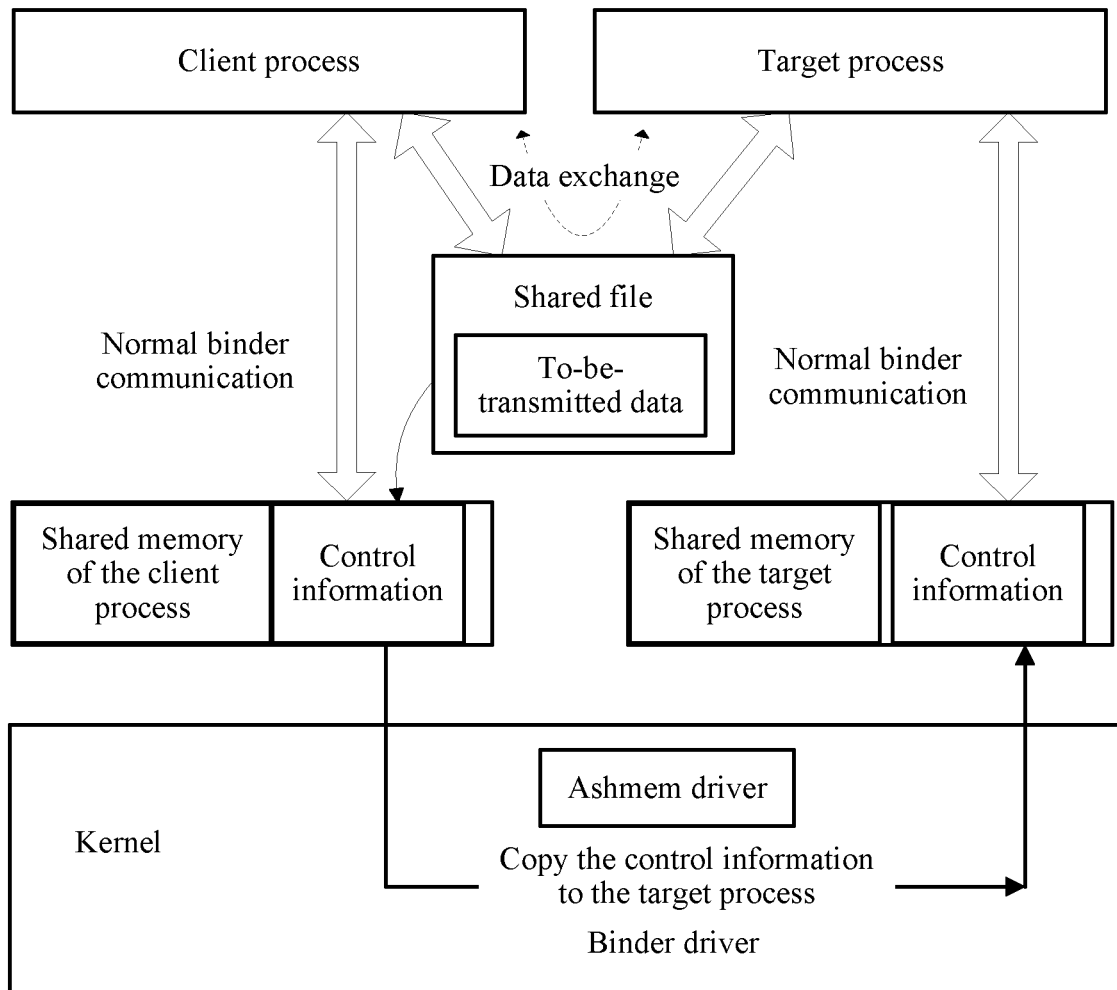 Client process
Target process
Data exchange
Shared file
To-be-
transmitted data
Normal binder
communication
Normal binder
communication
Shared memory
of the client
process
Control
information
Shared memory
of the target
process
Control
information
Ashmem driver
Kernel
Copy the control information
to the target process
Binder driver